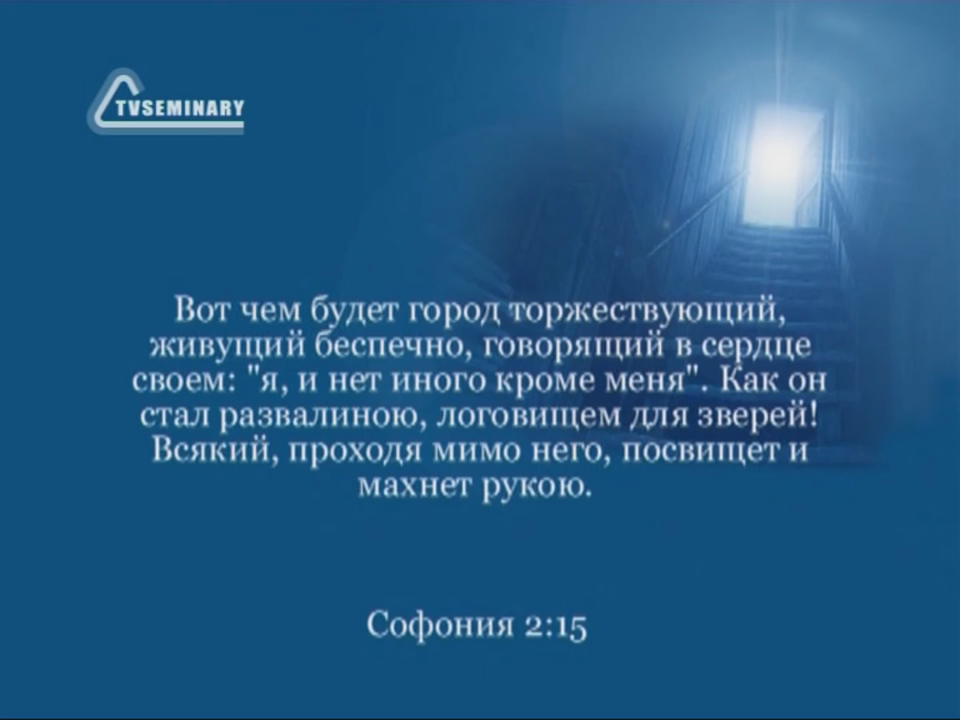 TVSEMINARY
Вот чем будет город торжествующий,
живущий беспечно, говорящий в сердце
своем: "я, и нет иного кроме меня". Как он
стал развалиною, логовищем для зверей!
Всякий, проходя мимо него, посвищет и
махнет рукою.
Софония 2:15